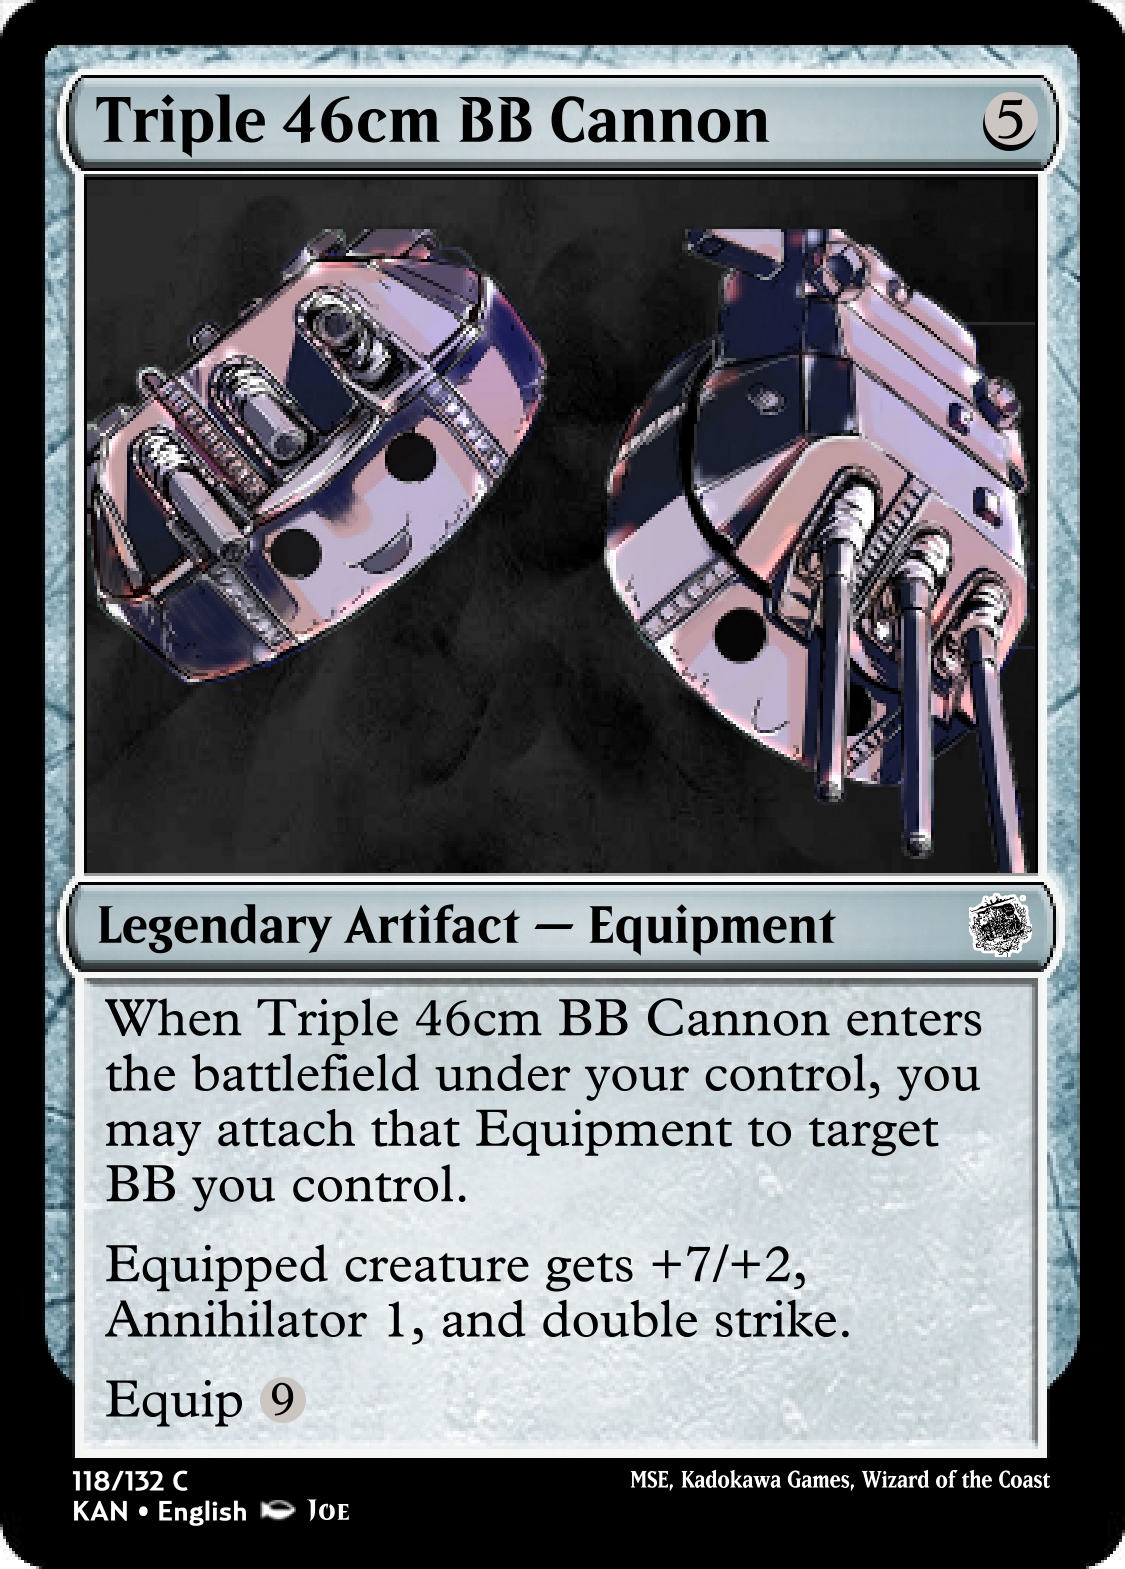 Triple 46cm BB Cannon 5
Legendary Artifact — Equipment
When Triple 46cm BB Cannon enters
the battlefield under your control, you
may attach that Equipment to target
BB you control.
Equipped creature gets +7/+2,
Annihilator 1, and double strike.
Equip 9
118/132 C
MSE, Kadokawa Games, Wizard of the Coast
KAN • English JOE